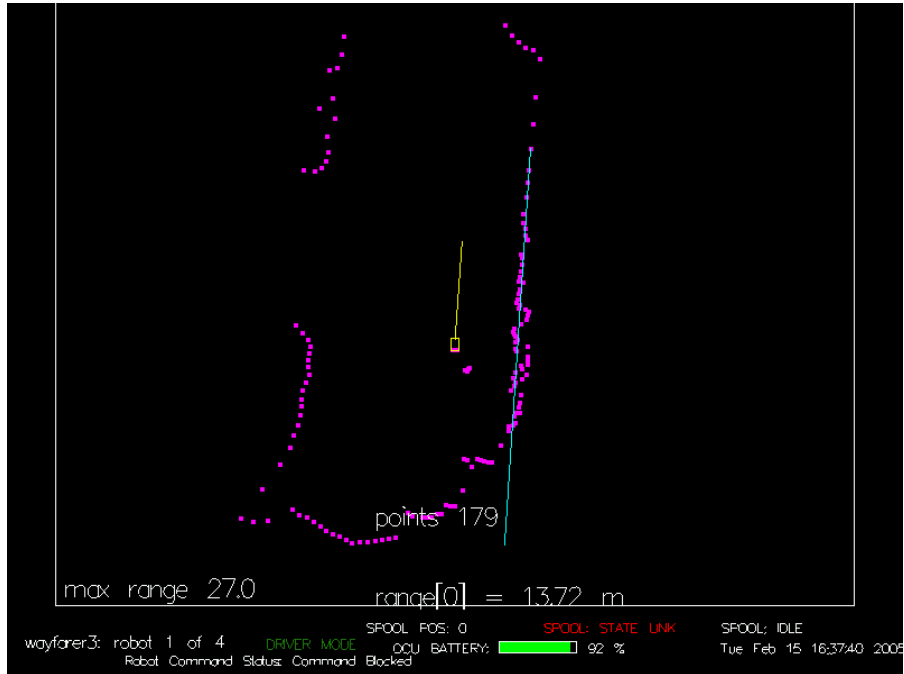 points 179
max range 27.0
range[0] = 13.72 m
SPOOL POS: 0 SPOOL: STATE UNK SPOOL; IDLE
wayfarer3: robot 1 of 4 DRIVER MODE OCU BATTERY: 92 % Tue Feb 15 16:37:40 2005
Robot Command Status: Command Blocked